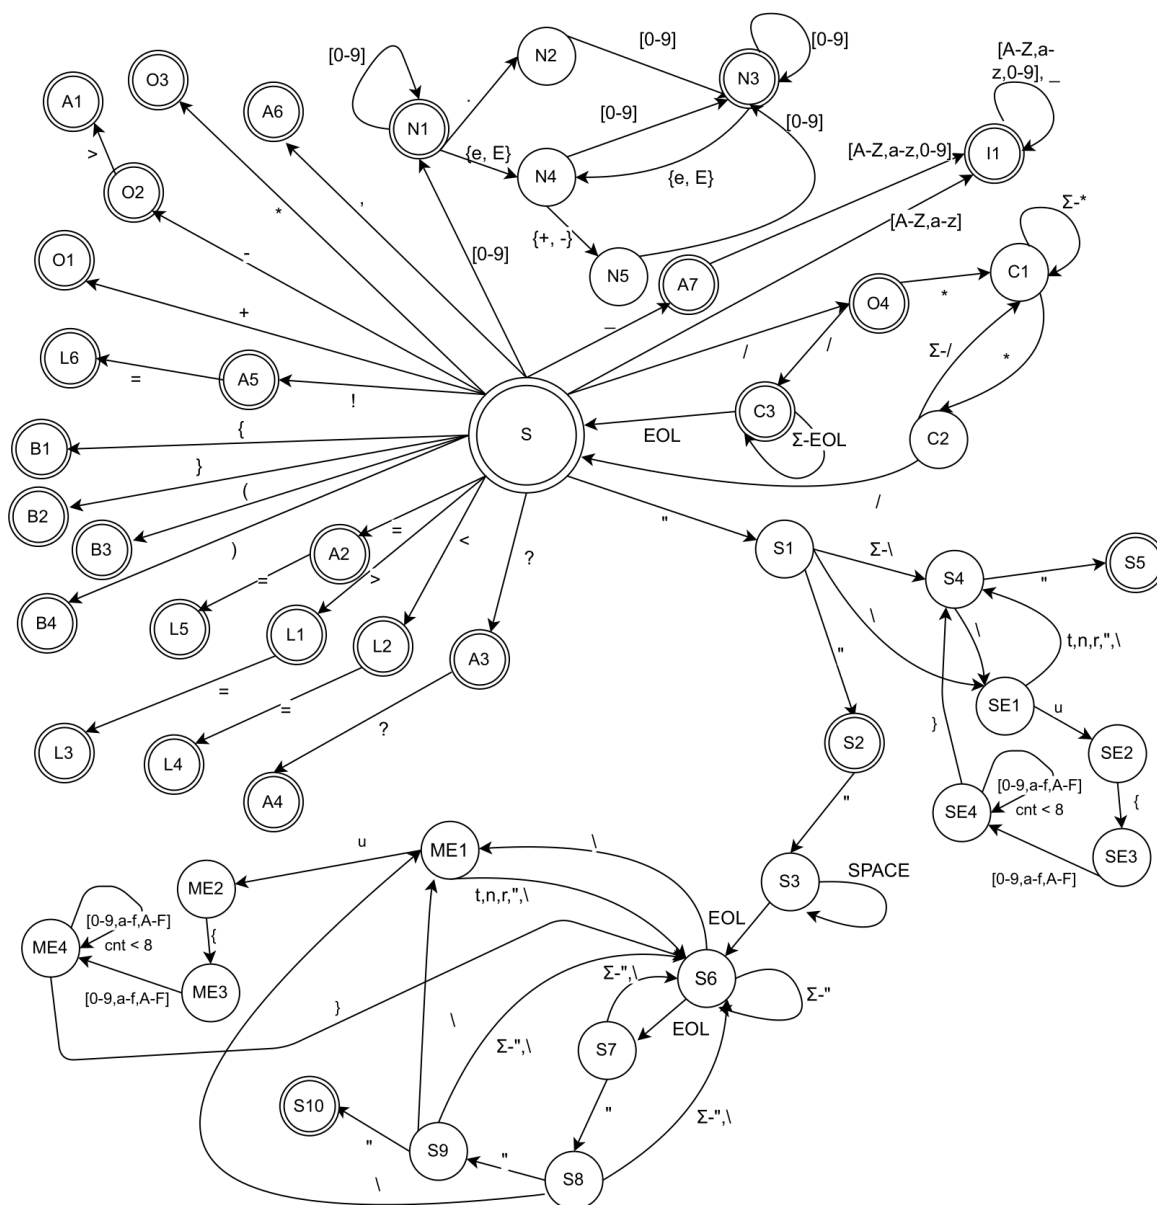 O3
A1
A6
[0-9]
N1
N2
.
[0-9]
N3
[0-9]
[0-9]
[0-9]
{e, E}
N4
{e, E}
{+, -}
N5
[A-Z,a-
z,0-9], _
I1
[A-Z,a-z,0-9]
[A-Z,a-z]
>
O2
*
,
-
[0-9]
O1
+
A7
_
O4
*
C1
Σ-*
L6
=
A5
!
S
/
/
C3
EOL
Σ-EOL
Σ-/
*
C2
/
B1
{
B2
}
B3
(
B4
)
=
A2
=
L5
>
L1
<
L2
?
A3
=
L3
=
L4
?
A4
"
S1
Σ-\
S4
"
S5
\
\
t,n,r,",\
SE1
u
SE2
{
SE3
[0-9,a-f,A-F]
SE4
[0-9,a-f,A-F]
cnt < 8
}
"
S2
"
S3
SPACE
EOL
ME1
\
u
t,n,r,",\
ME2
{
ME3
[0-9,a-f,A-F]
ME4
[0-9,a-f,A-F]
cnt < 8
}
S6
Σ-"
Σ-",\
EOL
S7
\
Σ-",\
"
S10
"
S9
"
S8
Σ-",\
\